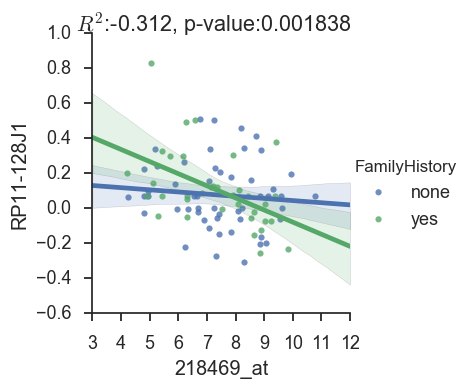 R²:-0.312, p-value:0.001838
1.0
0.8
0.6
0.4
0.2
0.0
−0.2
−0.4
−0.6
RP11-128J1
3 4 5 6 7 8 9 10 11 12
218469_at
FamilyHistory
none
yes